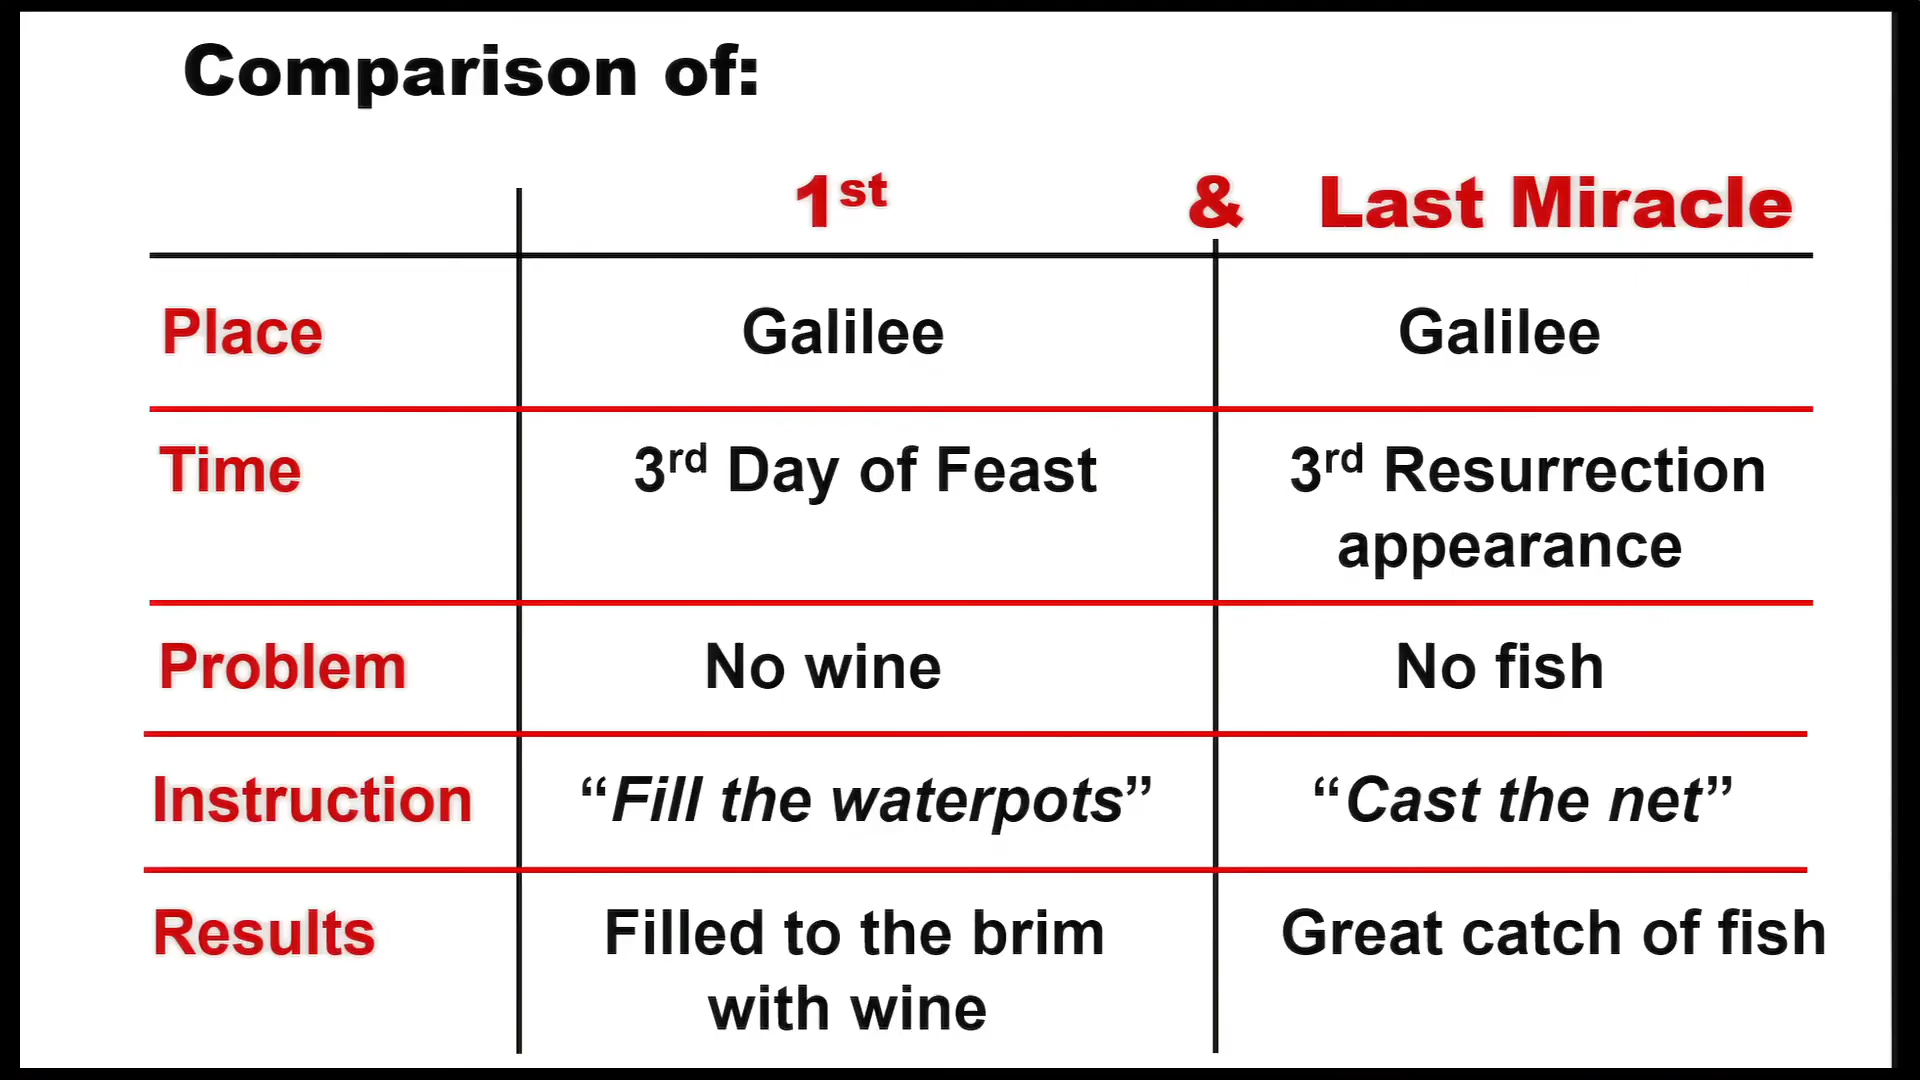 Comparison of:
1st & Last Miracle
Place Galilee Galilee
Time 3rd Day of Feast 3rd Resurrection
appearance
Problem No wine No fish
Instruction “Fill the waterpots” “Cast the net”
Results Filled to the brim Great catch of fish
with wine